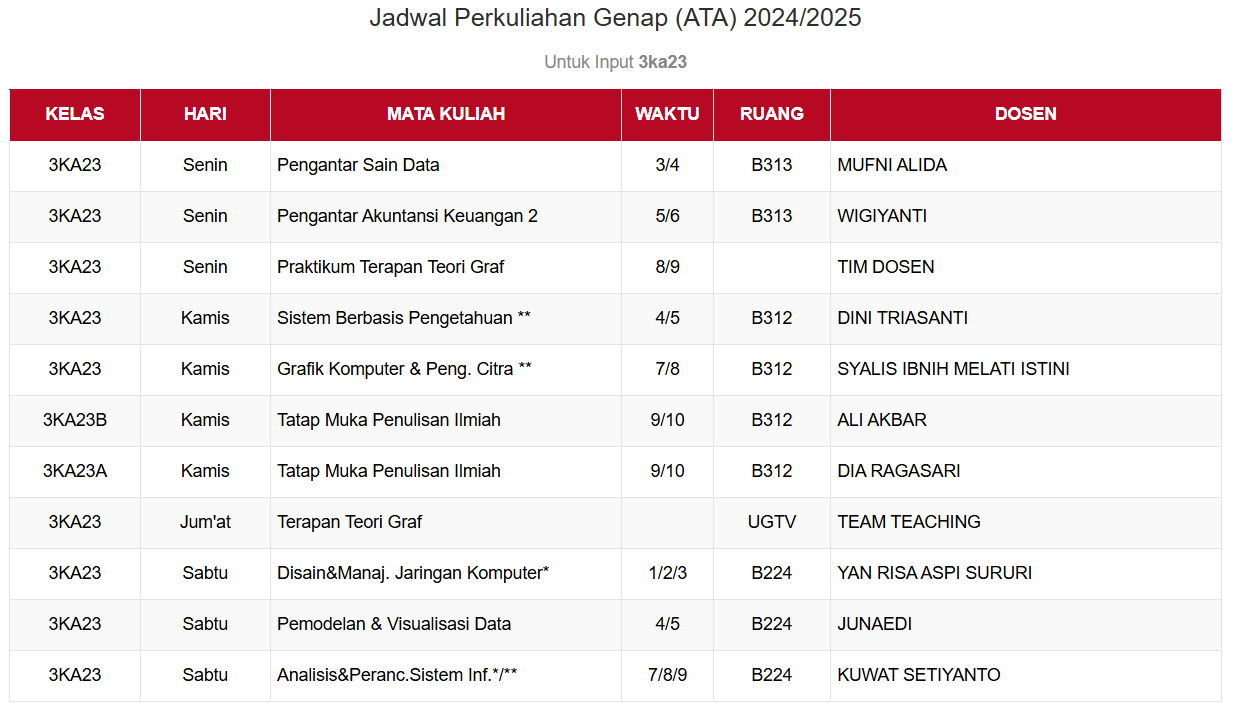 Jadwal Perkuliahan Genap (ATA) 2024/2025
Untuk Input 3ka23
KELAS HARI MATA KULIAH WAKTU RUANG DOSEN
3KA23 Senin Pengantar Sain Data 3/4 B313 MUFNI ALIDA
3KA23 Senin Pengantar Akuntansi Keuangan 2 5/6 B313 WIGIYANTI
3KA23 Senin Praktikum Terapan Teori Graf 8/9 TIM DOSEN
3KA23 Kamis Sistem Berbasis Pengetahuan ** 4/5 B312 DINI TRIASANTI
3KA23 Kamis Grafik Komputer & Peng. Citra ** 7/8 B312 SYALIS IBNIH MELATI ISTINI
3KA23B Kamis Tatap Muka Penulisan Ilmiah 9/10 B312 ALI AKBAR
3KA23A Kamis Tatap Muka Penulisan Ilmiah 9/10 B312 DIA RAGASARI
3KA23 Jum'at Terapan Teori Graf UGTV TEAM TEACHING
3KA23 Sabtu Disain&Manaj. Jaringan Komputer* 1/2/3 B224 YAN RISA ASPI SURURI
3KA23 Sabtu Pemodelan & Visualisasi Data 4/5 B224 JUNAEDI
3KA23 Sabtu Analisis&Peranc.Sistem Inf.*/** 7/8/9 B224 KUWAT SETIYANTO